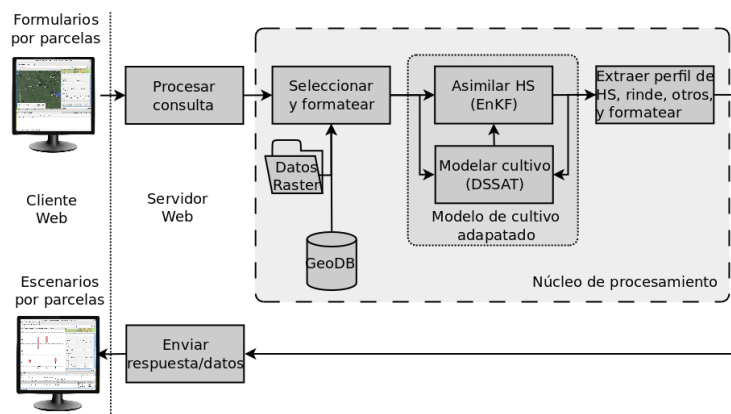 Formularios
por parcelas
Procesar
consulta
Seleccionar
y formatear
Asimilar HS
(EnKF)
Extraer perfil de
HS, rinde, otros,
y formatear
Datos
Raster
Modelar cultivo
(DSSAT)
Modelo de cultivo
adapatado
Cliente
Web
Servidor
Web
GeoDB
Núcleo de procesamiento
Escenarios
por parcelas
Enviar
respuesta/datos